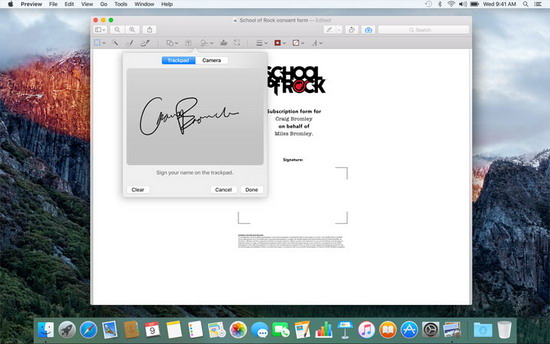 Preview File Edit View Go Tools Window Help
Wed 9:41 AM
School of Rock consent form — Edited
Search
Trackpad Camera
Craig Bromley
Sign your name on the trackpad.
Clear Cancel Done
SCHOOL
of ROCK
Subscription form for
Craig Bromley
on behalf of
Miles Bromley.
Signature:
9